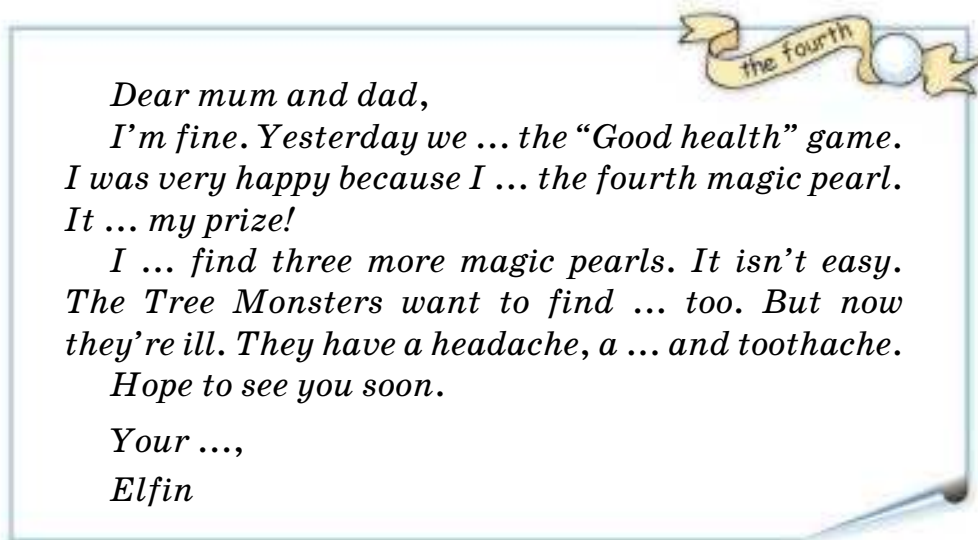 the fourth
Dear mum and dad,
I'm fine. Yesterday we ... the “Good health” game.
I was very happy because I ... the fourth magic pearl.
It ... my prize!
I ... find three more magic pearls. It isn't easy.
The Tree Monsters want to find ... too. But now
they're ill. They have a headache, a ... and toothache.
Hope to see you soon.
Your ...,
Elfin